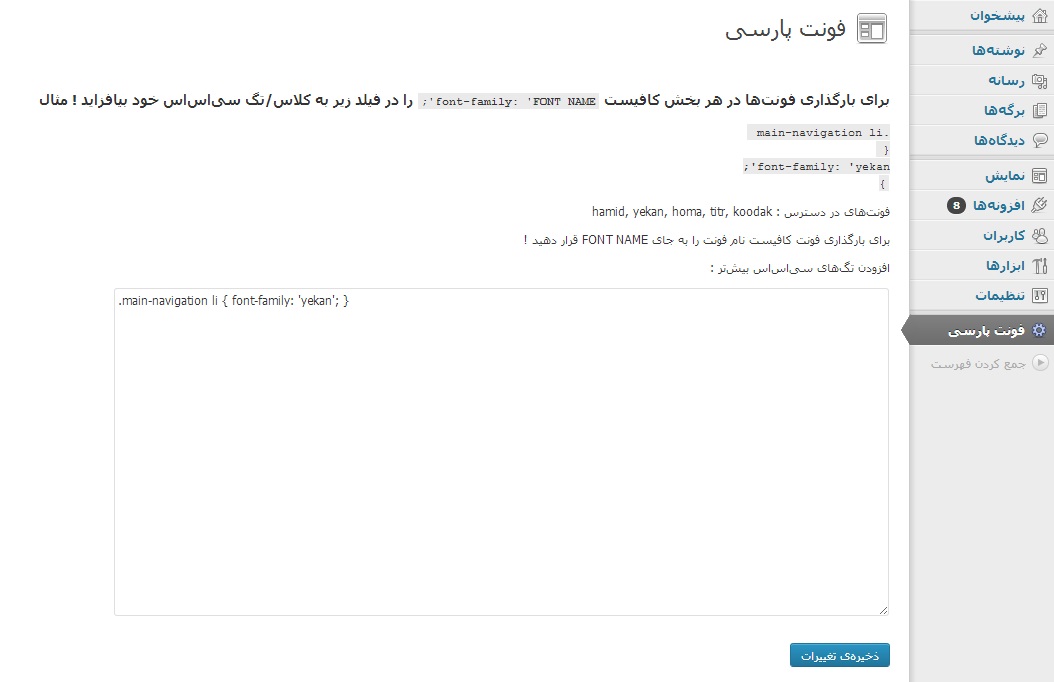 فونت پارسی
برای بارگذاری فونت‌ها در هر بخش کافیست font-family: 'FONT NAME'; را در فیلد زیر به کلاس/تگ سی‌اس‌اس خود بیافزاید ! مثال
.main-navigation li
{
font-family: 'yekan';
}
فونت‌های در دسترس : hamid, yekan, homa, titr, koodak
برای بارگذاری فونت کافیست نام فونت را به جای FONT NAME قرار دهید !
افزودن تگ‌های سی‌اس‌اس بیش‌تر :
.main-navigation li { font-family: 'yekan'; }
ذخیره‌ی تغییرات
پیشخوان
نوشته‌ها
رسانه
برگه‌ها
دیدگاه‌ها
نمایش
افزونه‌ها 8
کاربران
ابزارها
تنظیمات
فونت پارسی
جمع کردن فهرست